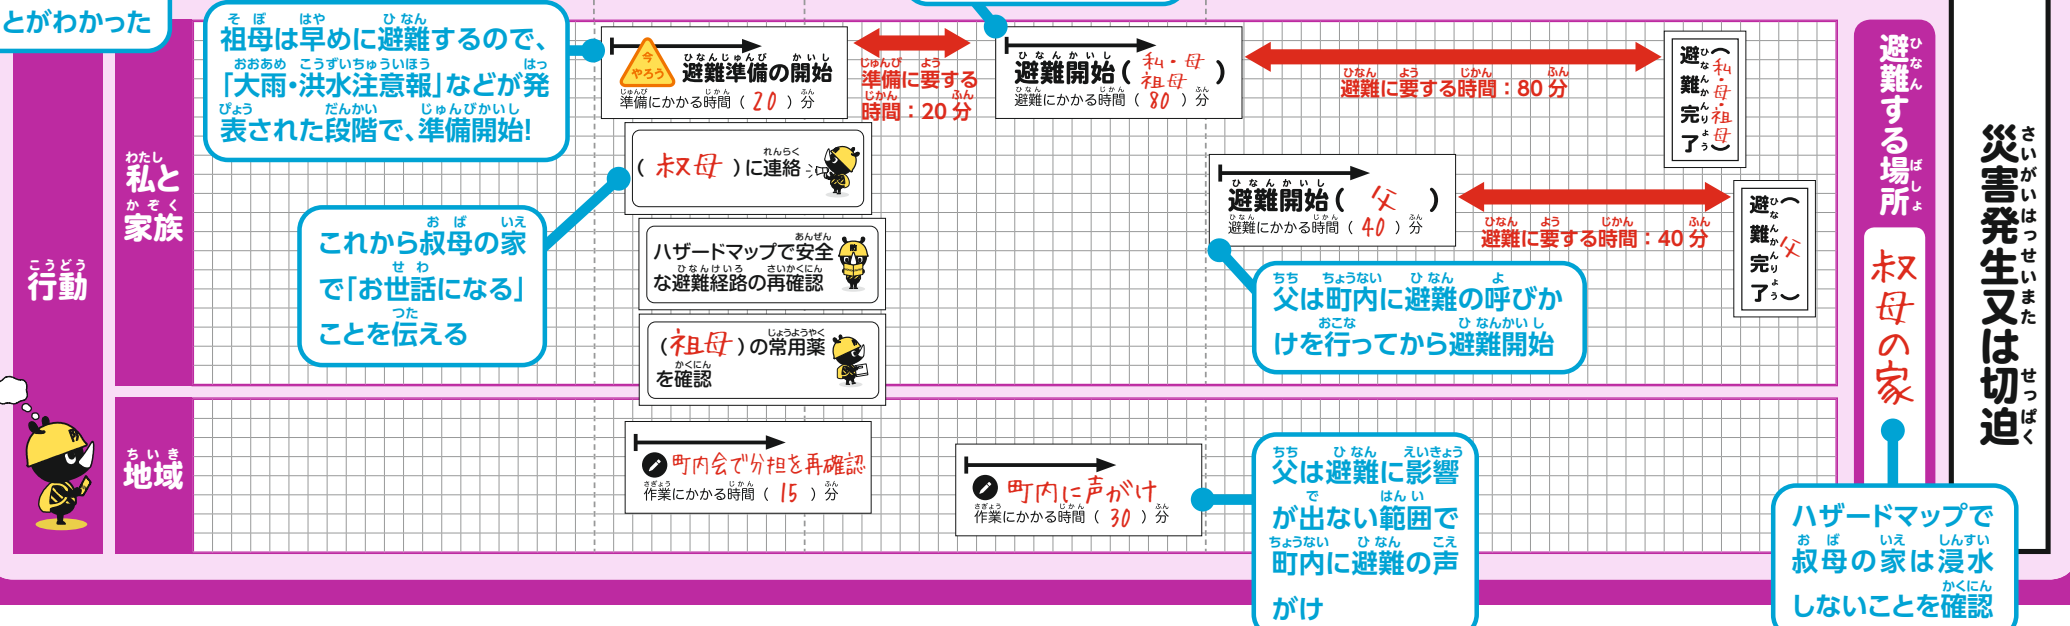 とがわかった
行動
私と
家族
祖母は早めに避難するので、
「大雨・洪水注意報」などが発
表された段階で、準備開始!
今
やろう
避難準備の開始
準備にかかる時間(20)分
準備に要する
時間:20分
避難開始(私・母
祖母)
避難にかかる時間(80)分
避難に要する時間:80分
避難完了(私・母・祖母)
(叔母)に連絡
これから叔母の家
で「お世話になる」
ことを伝える
ハザードマップで安全
な避難経路の再確認
(祖母)の常用薬
を確認
避難開始(父)
避難にかかる時間(40)分
避難に要する時間:40分
避難完了(父)
父は町内に避難の呼びか
けを行ってから避難開始
地域
町内会で分担を再確認
作業にかかる時間(15)分
町内に声がけ
作業にかかる時間(30)分
父は避難に影響
が出ない範囲で
町内に避難の声
がけ
避難する場所
叔母の家
ハザードマップで
叔母の家は浸水
しないことを確認
災害発生又は切迫